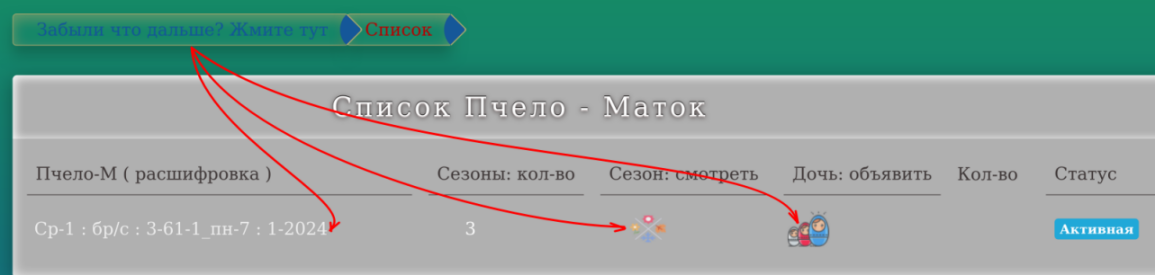 Забыли что дальше? Жмите тут Список
Список Пчело - Маток
Пчело-М ( расшифровка ) Сезоны: кол-во Сезон: смотреть Дочь: объявить Кол-во Статус
Ср-1 : бр/с : 3-61-1_пн-7 : 1-2024 3 Активная